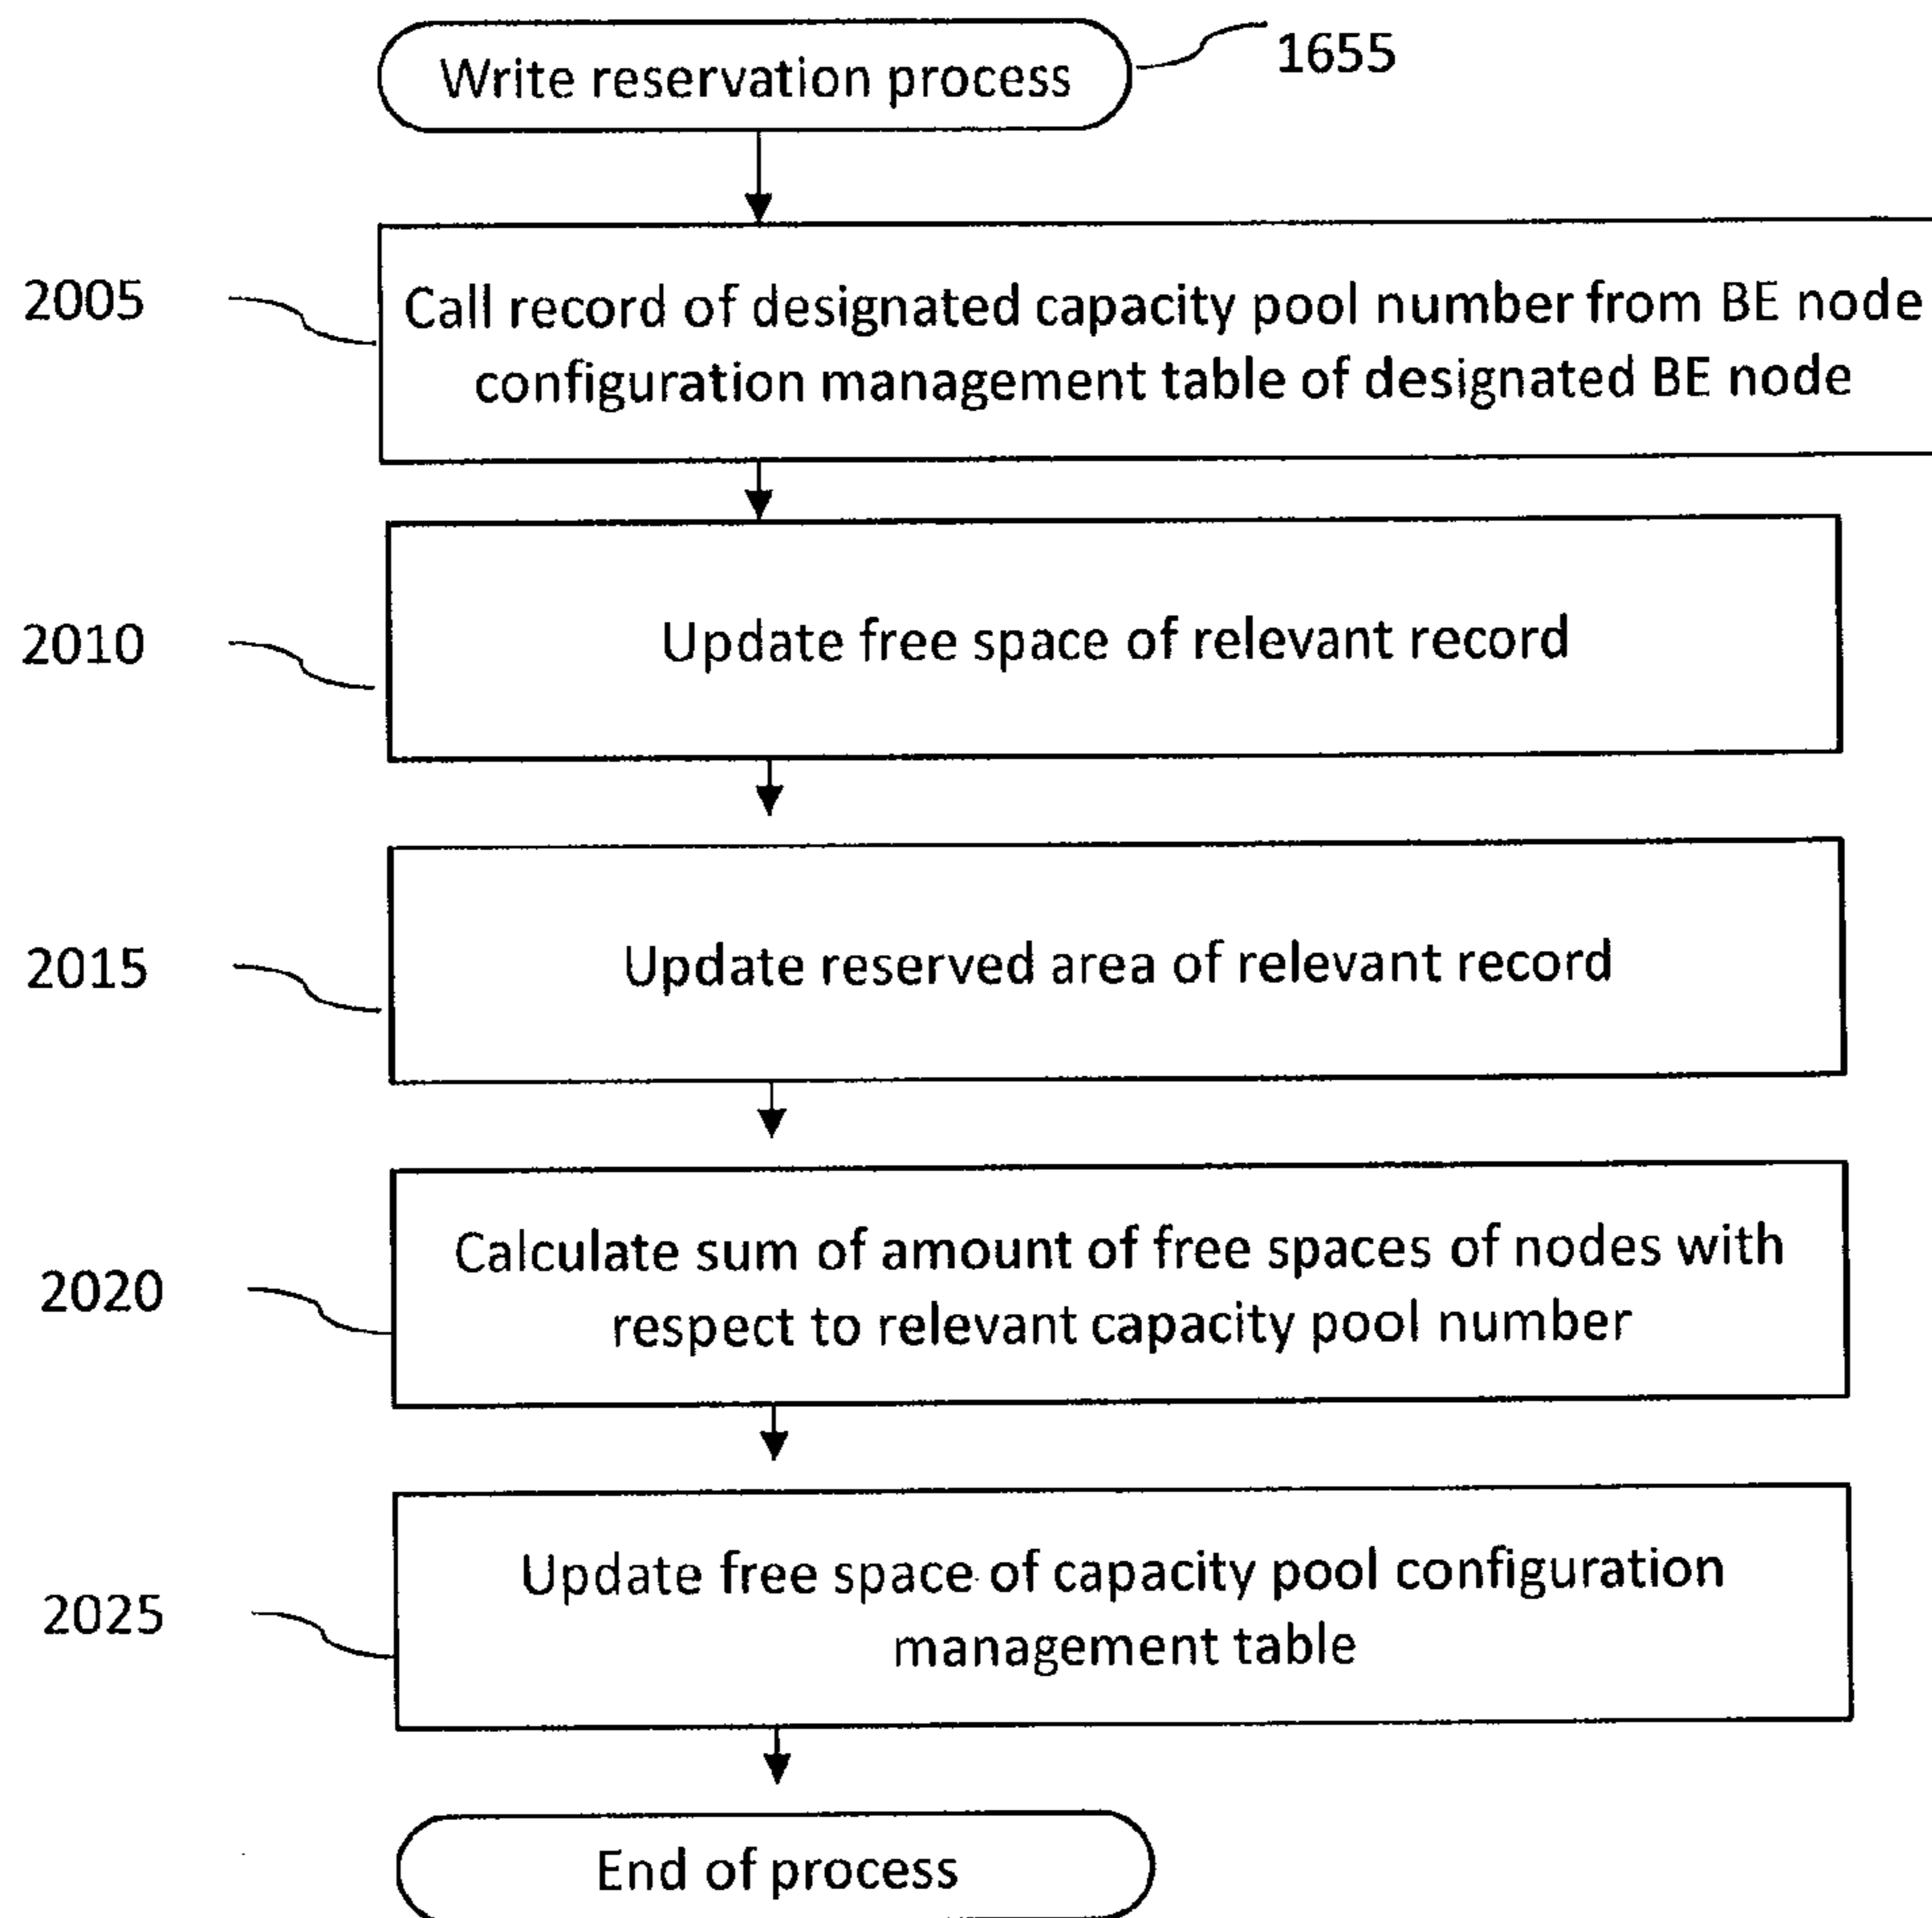 Write reservation process
1655
2005
Call record of designated capacity pool number from BE node
configuration management table of designated BE node
2010
Update free space of relevant record
2015
Update reserved area of relevant record
2020
Calculate sum of amount of free spaces of nodes with
respect to relevant capacity pool number
2025
Update free space of capacity pool configuration
management table
End of process